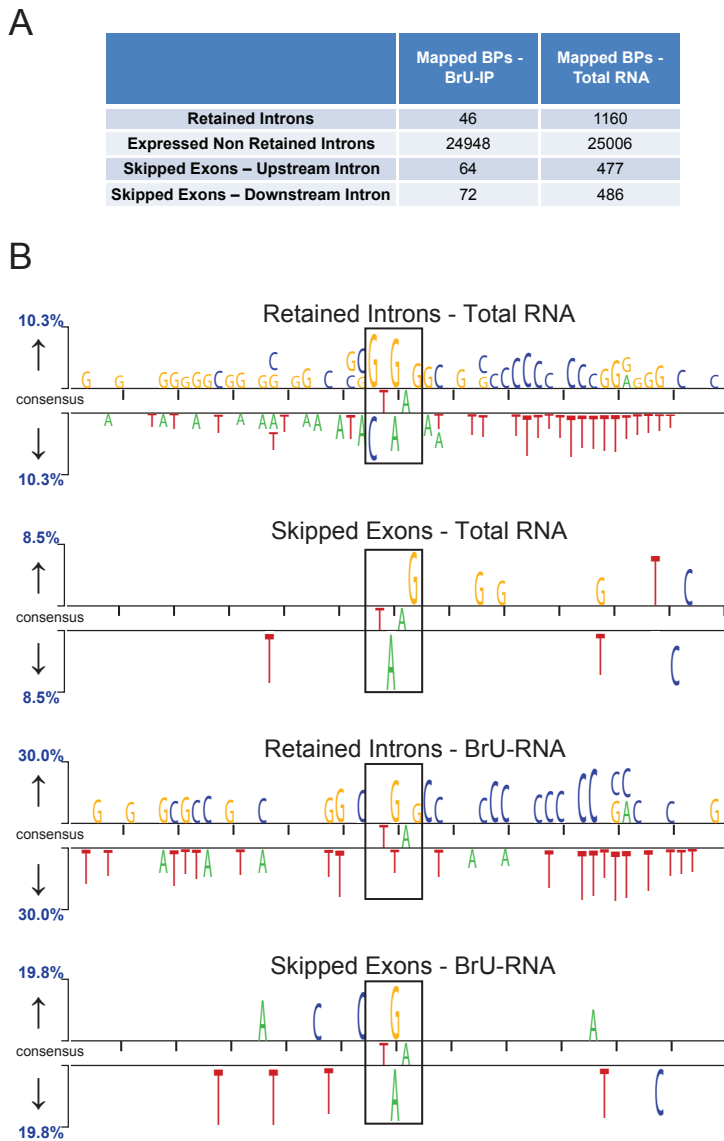 A
Mapped BPs - BrU-IP
Mapped BPs - Total RNA
Retained Introns 46 1160
Expressed Non Retained Introns 24948 25006
Skipped Exons – Upstream Intron 64 477
Skipped Exons – Downstream Intron 72 486
B
Retained Introns - Total RNA
10.3%
↑
consensus
T A
↓
10.3%
Skipped Exons - Total RNA
8.5%
↑
G G G G T C
consensus
T A
↓
T A T C
8.5%
Retained Introns - BrU-RNA
30.0%
↑
consensus
T A
↓
30.0%
Skipped Exons - BrU-RNA
19.8%
↑
A C C G A
consensus
T A
↓
T T T A T C
19.8%